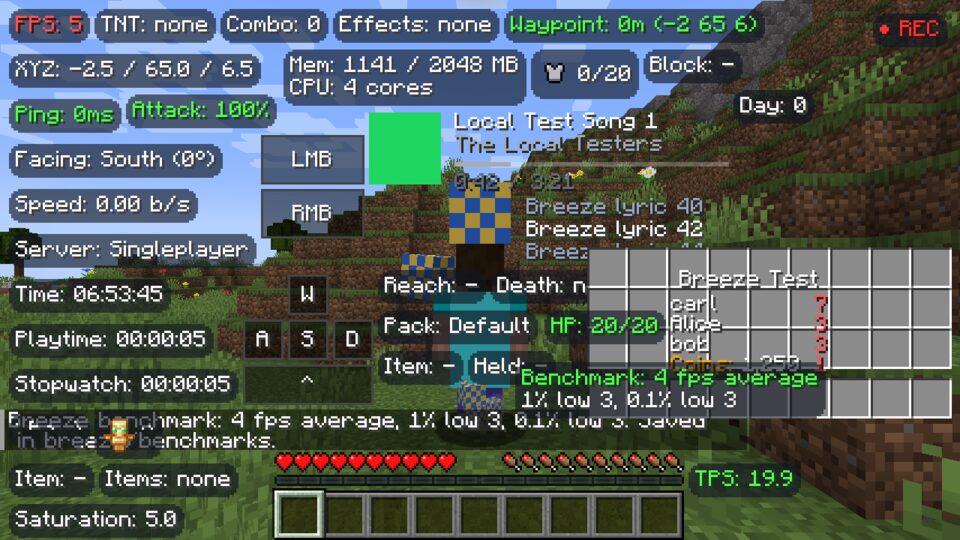 FPS: 5
TNT: none
Combo: 0
Effects: none
Waypoint: 0m (-2 65 6)
REC
XYZ: -2.5 / 65.0 / 6.5
Mem: 1141 / 2048 MB
CPU: 4 cores
0/20
Block: -
Day: 0
Ping: 0ms
Attack: 100%
Local Test Song 1
The Local Testers
0:42
3:21
Facing: South (0°)
LMB
RMB
Breeze lyric 40
Breeze lyric 42
Speed: 0.00 b/s
Server: Singleplayer
Time: 06:53:45
W
Reach: -
Death: n
Breeze Test
carl 7
Alice 3
bob 3
Coins: 1,250 1
Playtime: 00:00:05
A
S
D
Pack: Default
HP: 20/20
Item: -
Held: -
Stopwatch: 00:00:05
^
Benchmark: 4 fps average
1% low 3, 0.1% low 3
Breeze benchmark: 4 fps average, 1% low 3, 0.1% low 3. Saved
in breeze-benchmarks.
Item: -
Items: none
TPS: 19.9
Saturation: 5.0